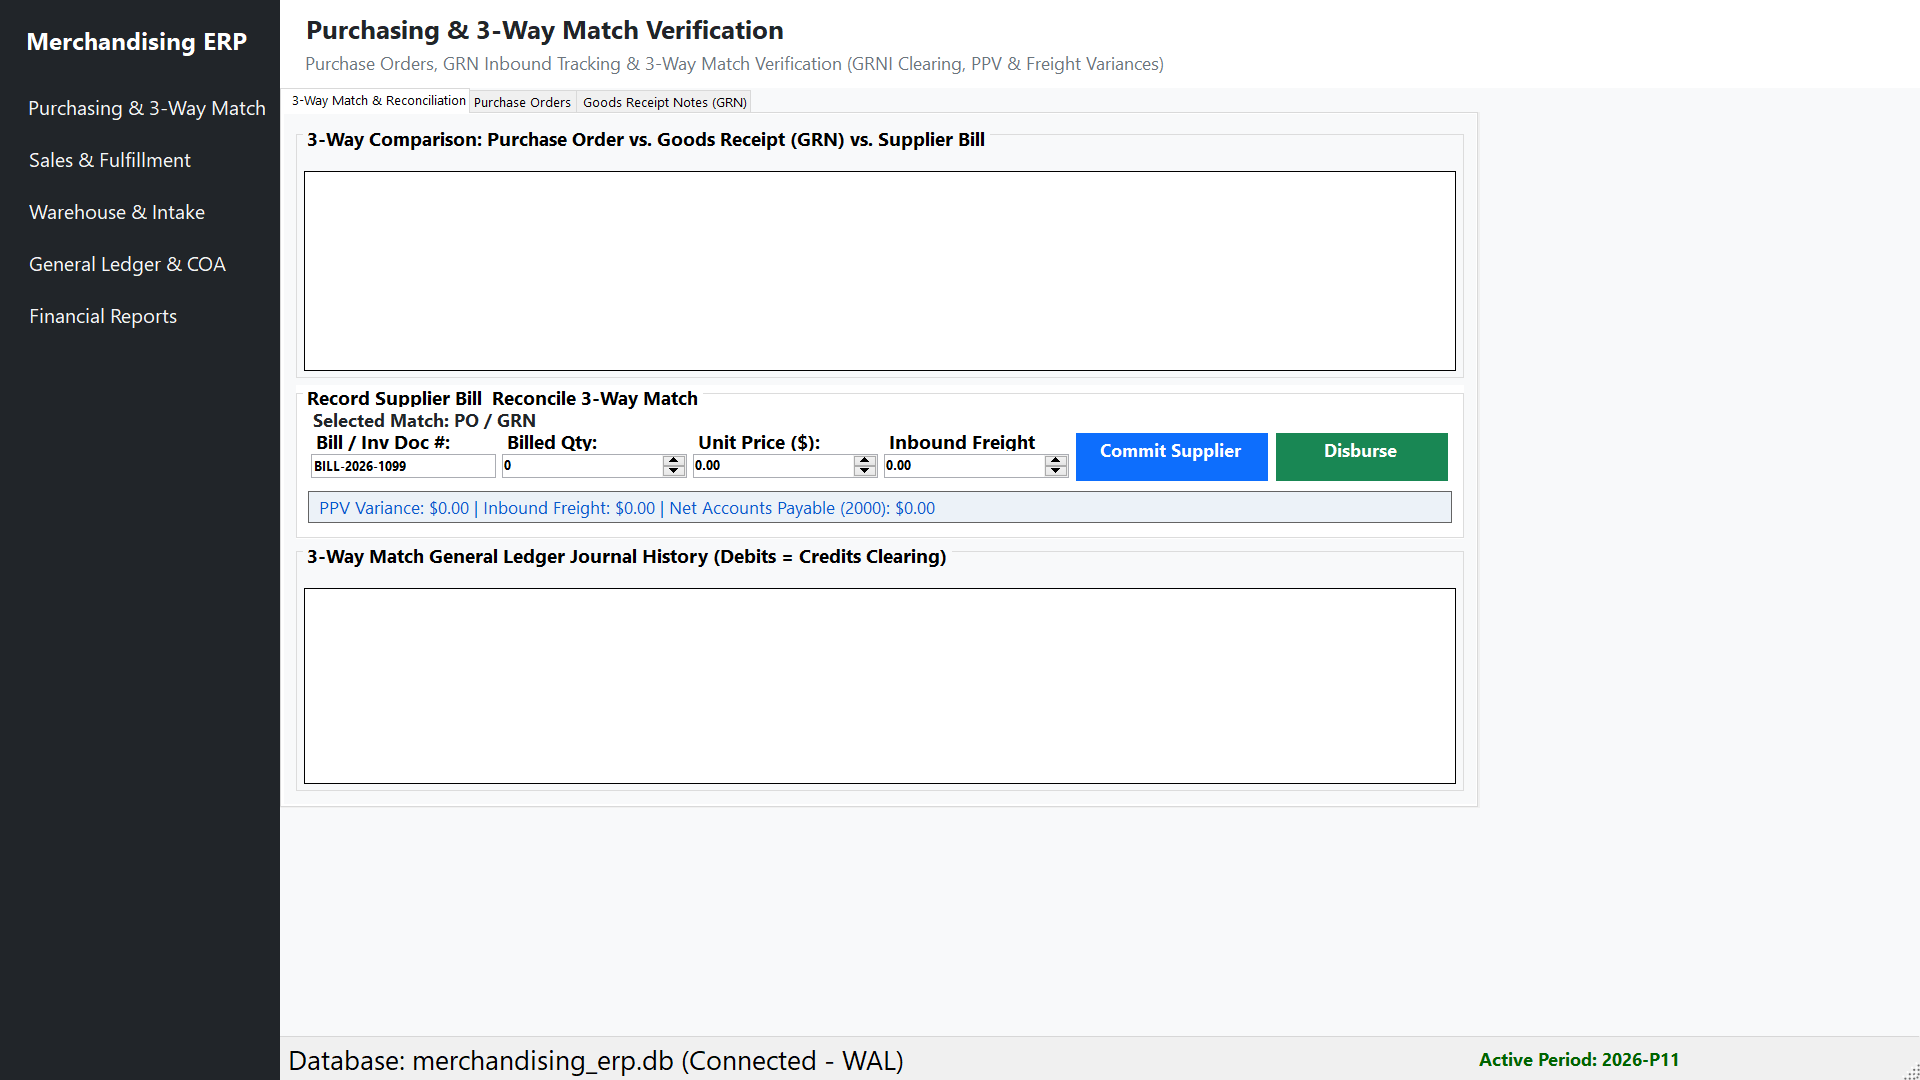 Merchandising ERP
Purchasing & 3-Way Match
Sales & Fulfillment
Warehouse & Intake
General Ledger & COA
Financial Reports
Purchasing & 3-Way Match Verification
Purchase Orders, GRN Inbound Tracking & 3-Way Match Verification (GRNI Clearing, PPV & Freight Variances)
3-Way Match & Reconciliation Purchase Orders Goods Receipt Notes (GRN)
3-Way Comparison: Purchase Order vs. Goods Receipt (GRN) vs. Supplier Bill
Record Supplier Bill Reconcile 3-Way Match
Selected Match: PO / GRN
Bill / Inv Doc #: Billed Qty: Unit Price ($): Inbound Freight
BILL-2026-1099 0 0.00 0.00
Commit Supplier Disburse
PPV Variance: $0.00 | Inbound Freight: $0.00 | Net Accounts Payable (2000): $0.00
3-Way Match General Ledger Journal History (Debits = Credits Clearing)
Database: merchandising_erp.db (Connected - WAL)
Active Period: 2026-P11